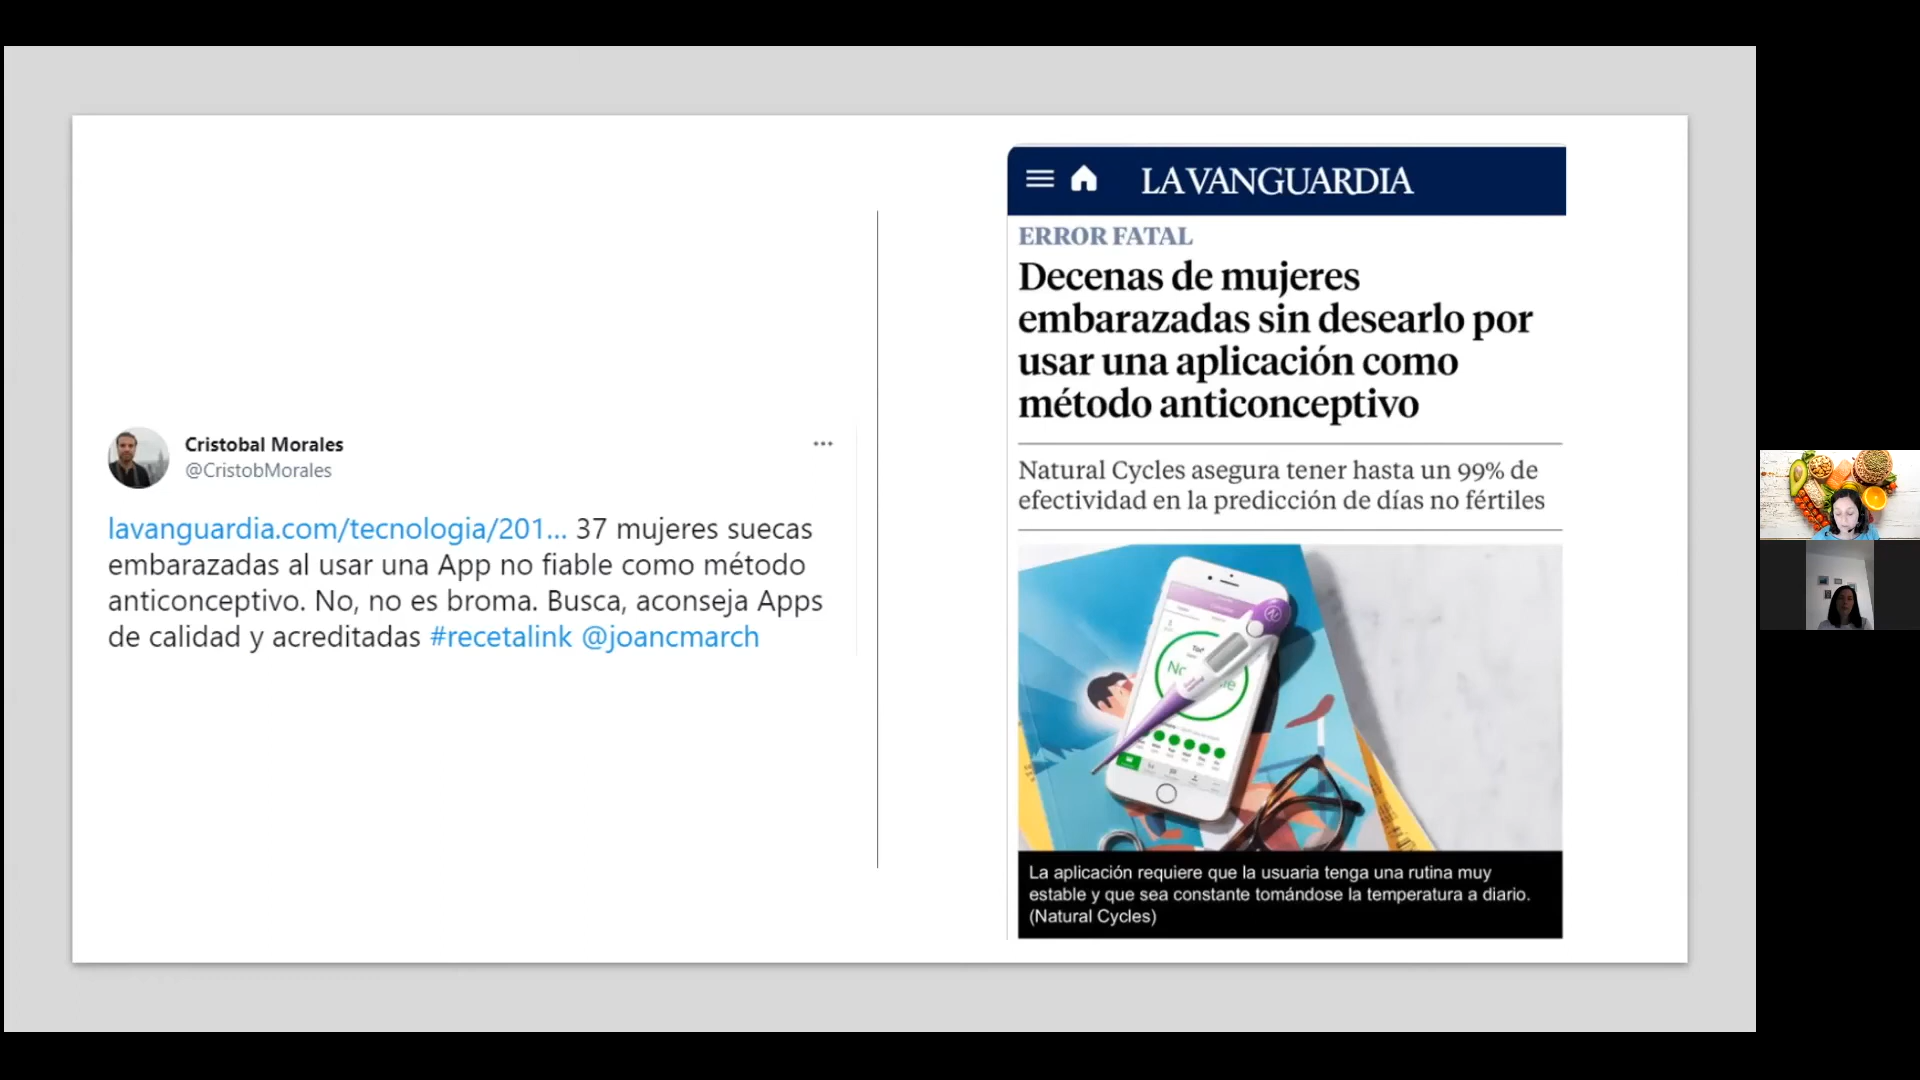 Cristobal Morales
@CristobMorales
lavanguardia.com/tecnologia/201... 37 mujeres suecas
embarazadas al usar una App no fiable como método
anticonceptivo. No, no es broma. Busca, aconseja Apps
de calidad y acreditadas #recetalink @joancmarch
LA VANGUARDIA
ERROR FATAL
Decenas de mujeres
embarazadas sin desearlo por
usar una aplicación como
método anticonceptivo
Natural Cycles asegura tener hasta un 99% de
efectividad en la predicción de días no fértiles
La aplicación requiere que la usuaria tenga una rutina muy
estable y que sea constante tomándose la temperatura a diario.
(Natural Cycles)